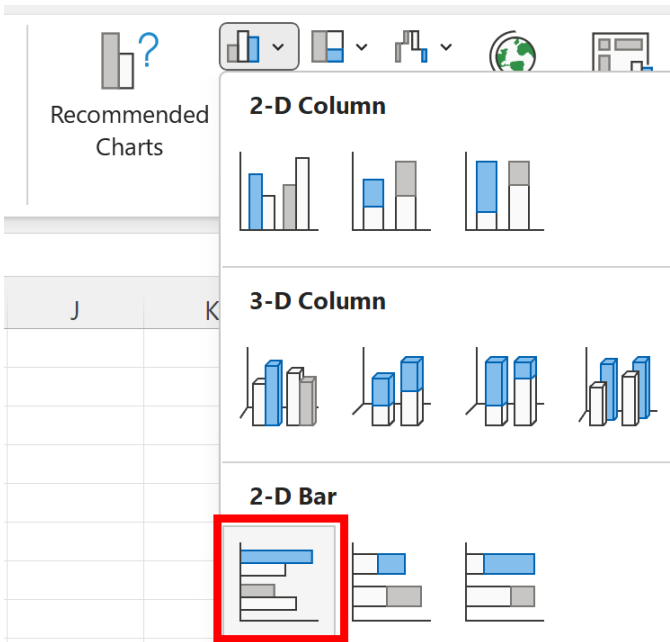 Recommended
Charts
2-D Column
3-D Column
J
K
2-D Bar